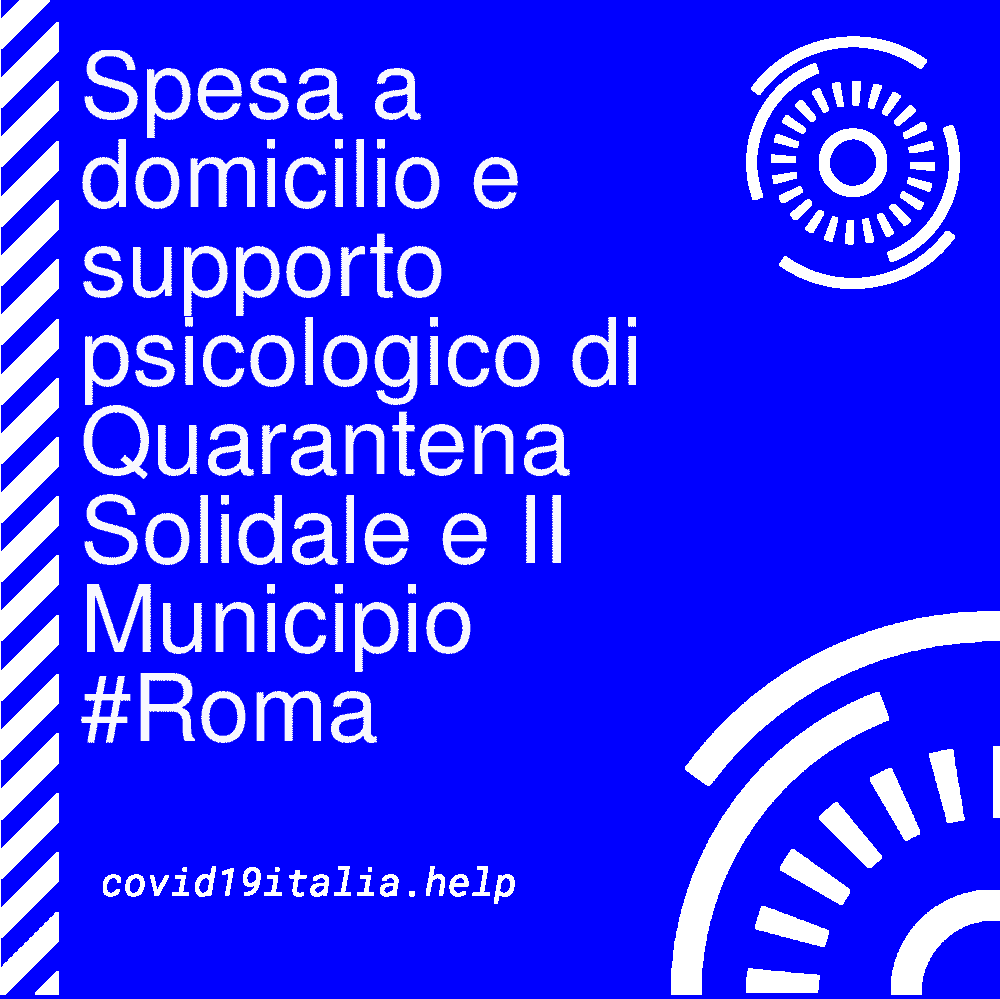 Spesa a
domicilio e
supporto
psicologico di
Quarantena
Solidale e II
Municipio
#Roma
covid19italia.help